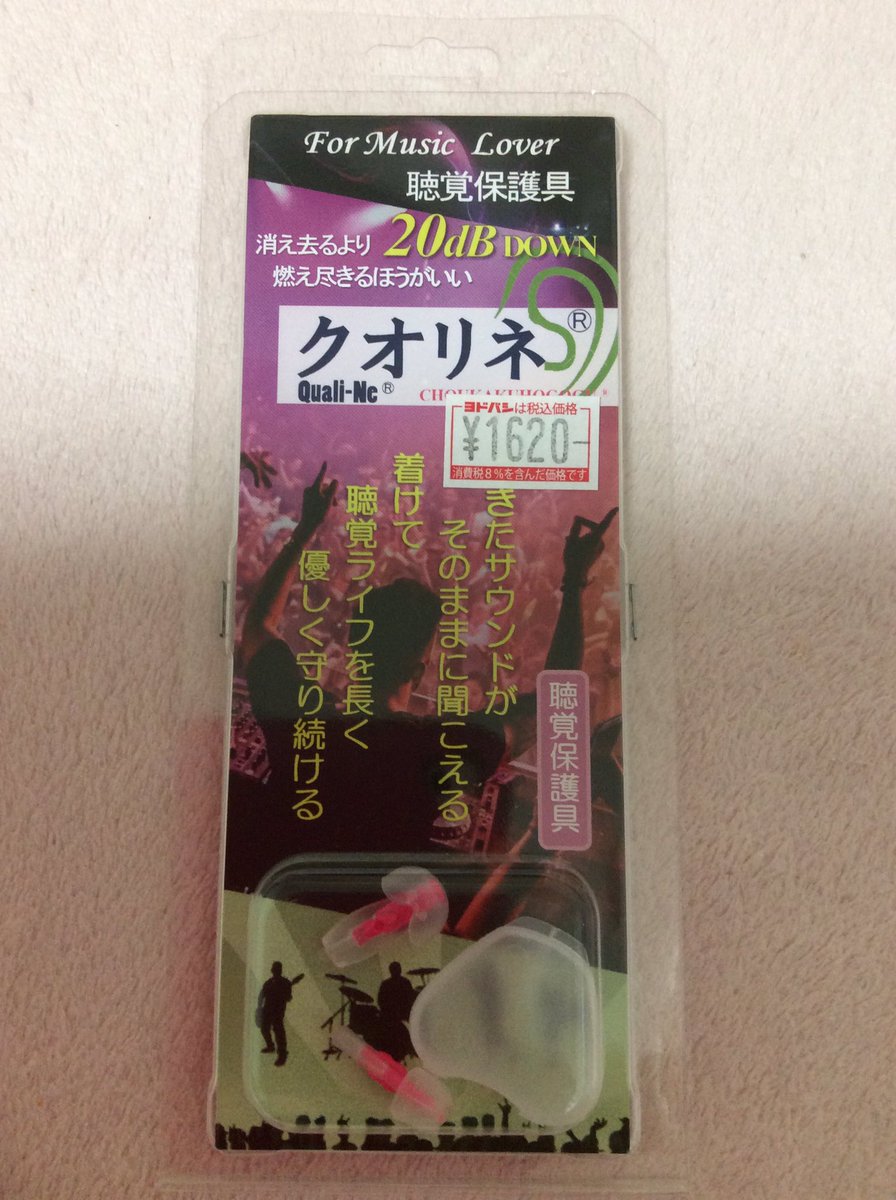 For Music Lover
聴覚保護具
消え去るより 20dB DOWN
燃え尽きるほうがいい
クオリネ®
Quali-Ne®
ヨドバシは税込価格
¥1620-
消費税8%を含んだ価格です
きたサウンドが
そのままに聞こえる
着けて
聴覚ライフを長く
優しく守り続ける
聴覚保護具